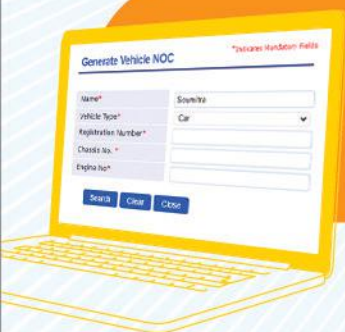 Generate Vehicle NOC
*Indicates Mandatory Fields
Name* Soumitra
Vehicle Type* Car
Registration Number*
Chassis No. *
Engine No*
Search Clear Close